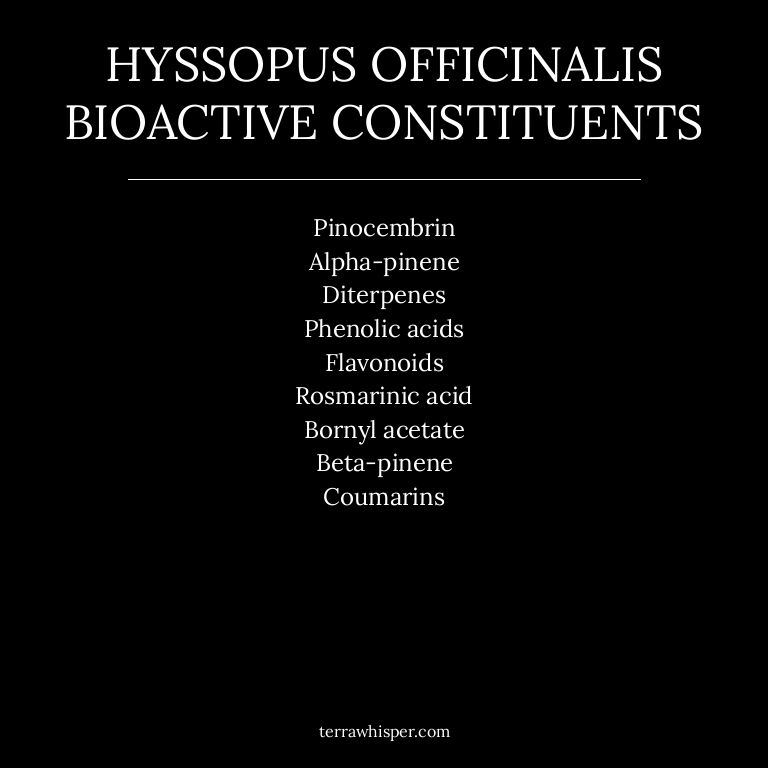 HYSSOPUS OFFICINALIS
BIOACTIVE CONSTITUENTS
Pinocembrin
Alpha-pinene
Diterpenes
Phenolic acids
Flavonoids
Rosmarinic acid
Bornyl acetate
Beta-pinene
Coumarins
terrawhisper.com